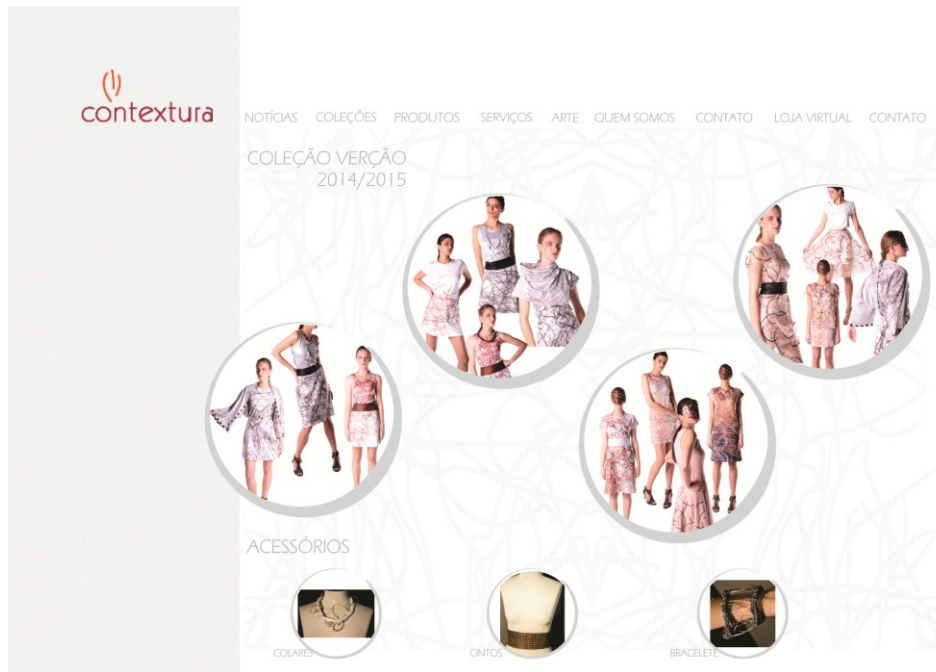 contextura
NOTÍCIAS COLEÇÕES PRODUTOS SERVIÇOS ARTE QUEM SOMOS CONTATO LOJA VIRTUAL CONTATO
COLEÇÃO VERÇÃO
2014/2015
ACESSÓRIOS
COLARES CINTOS BRACELETE